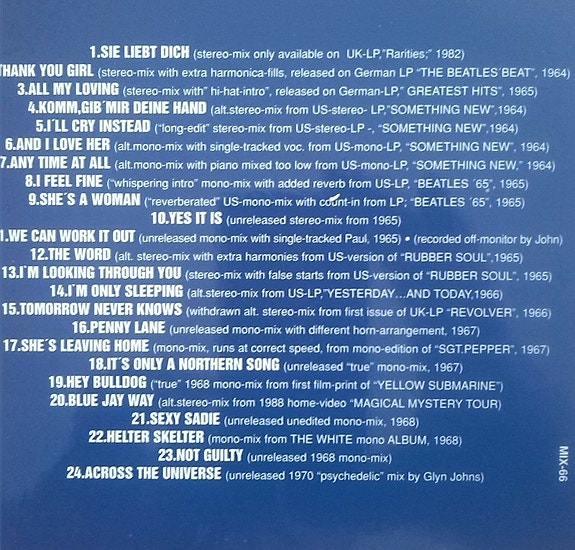 1.SIE LIEBT DICH (stereo-mix only available on UK-LP,"Rarities;" 1982)
THANK YOU GIRL (stereo-mix with extra harmonica-fills, released on German LP "THE BEATLES´BEAT", 1964)
3.ALL MY LOVING (stereo-mix with" hi-hat-intro", released on German-LP," GREATEST HITS", 1965)
4.KOMM,GIB´MIR DEINE HAND (alt.stereo-mix from US-stereo- LP,"SOMETHING NEW",1964)
5.I´LL CRY INSTEAD ("long-edit" stereo-mix from US-stereo-LP -, "SOMETHING NEW",1964)
6.AND I LOVE HER (alt.mono-mix with single-tracked voc. from US-mono-LP, "SOMETHING NEW", 1964)
7.ANY TIME AT ALL (alt.mono-mix with piano mixed too low from US-mono-LP, "SOMETHING NEW," 1964)
8.I FEEL FINE ("whispering intro" mono-mix with added reverb from US-LP, "BEATLES ´65", 1965)
9.SHE´S A WOMAN ("reverberated" US-mono-mix with count-in from LP; "BEATLES ´65", 1965)
10.YES IT IS (unreleased stereo-mix from 1965)
1.WE CAN WORK IT OUT (unreleased mono-mix with single-tracked Paul, 1965) • (recorded off-monitor by John)
12.THE WORD (alt. stereo-mix with extra harmonies from US-version of "RUBBER SOUL", 1965)
13.I´M LOOKING THROUGH YOU (stereo-mix with false starts from US-version of "RUBBER SOUL", 1965)
14.I´M ONLY SLEEPING (alt.stereo-mix from US-LP,"YESTERDAY...AND TODAY,1966)
15.TOMORROW NEVER KNOWS (withdrawn alt. stereo-mix from first issue of UK-LP "REVOLVER", 1966)
16.PENNY LANE (unreleased mono-mix with different horn-arrangement, 1967)
17.SHE´S LEAVING HOME (mono-mix, runs at correct speed, from mono-edition of "SGT.PEPPER", 1967)
18.IT´S ONLY A NORTHERN SONG (unreleased "true" mono-mix, 1967)
19.HEY BULLDOG ("true" 1968 mono-mix from first film-print of "YELLOW SUBMARINE")
20.BLUE JAY WAY (alt.stereo-mix from 1988 home-video "MAGICAL MYSTERY TOUR)
21.SEXY SADIE (unreleased unedited mono-mix, 1968)
22.HELTER SKELTER (mono-mix from THE WHITE mono ALBUM, 1968)
23.NOT GUILTY (unreleased 1968 mono-mix)
24.ACROSS THE UNIVERSE (unreleased 1970 "psychedelic" mix by Glyn Johns)
MIX-66